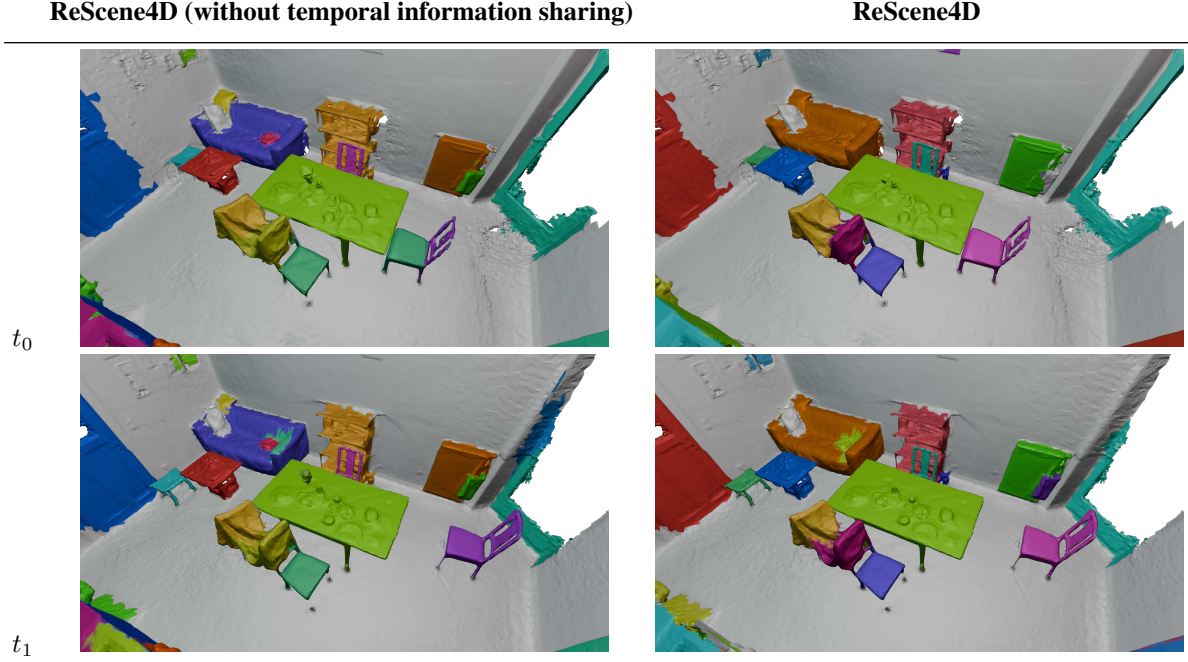 ReScene4D (without temporal information sharing) ReScene4D
t₀
t₁